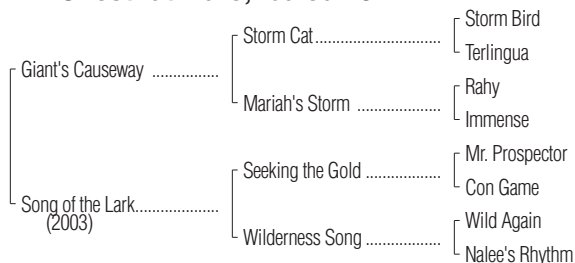 Storm Bird
Storm Cat
Terlingua
Giant's Causeway
Rahy
Mariah's Storm
Immense
Mr. Prospector
Seeking the Gold
Con Game
Song of the Lark
(2003)
Wild Again
Wilderness Song
Nalee's Rhythm